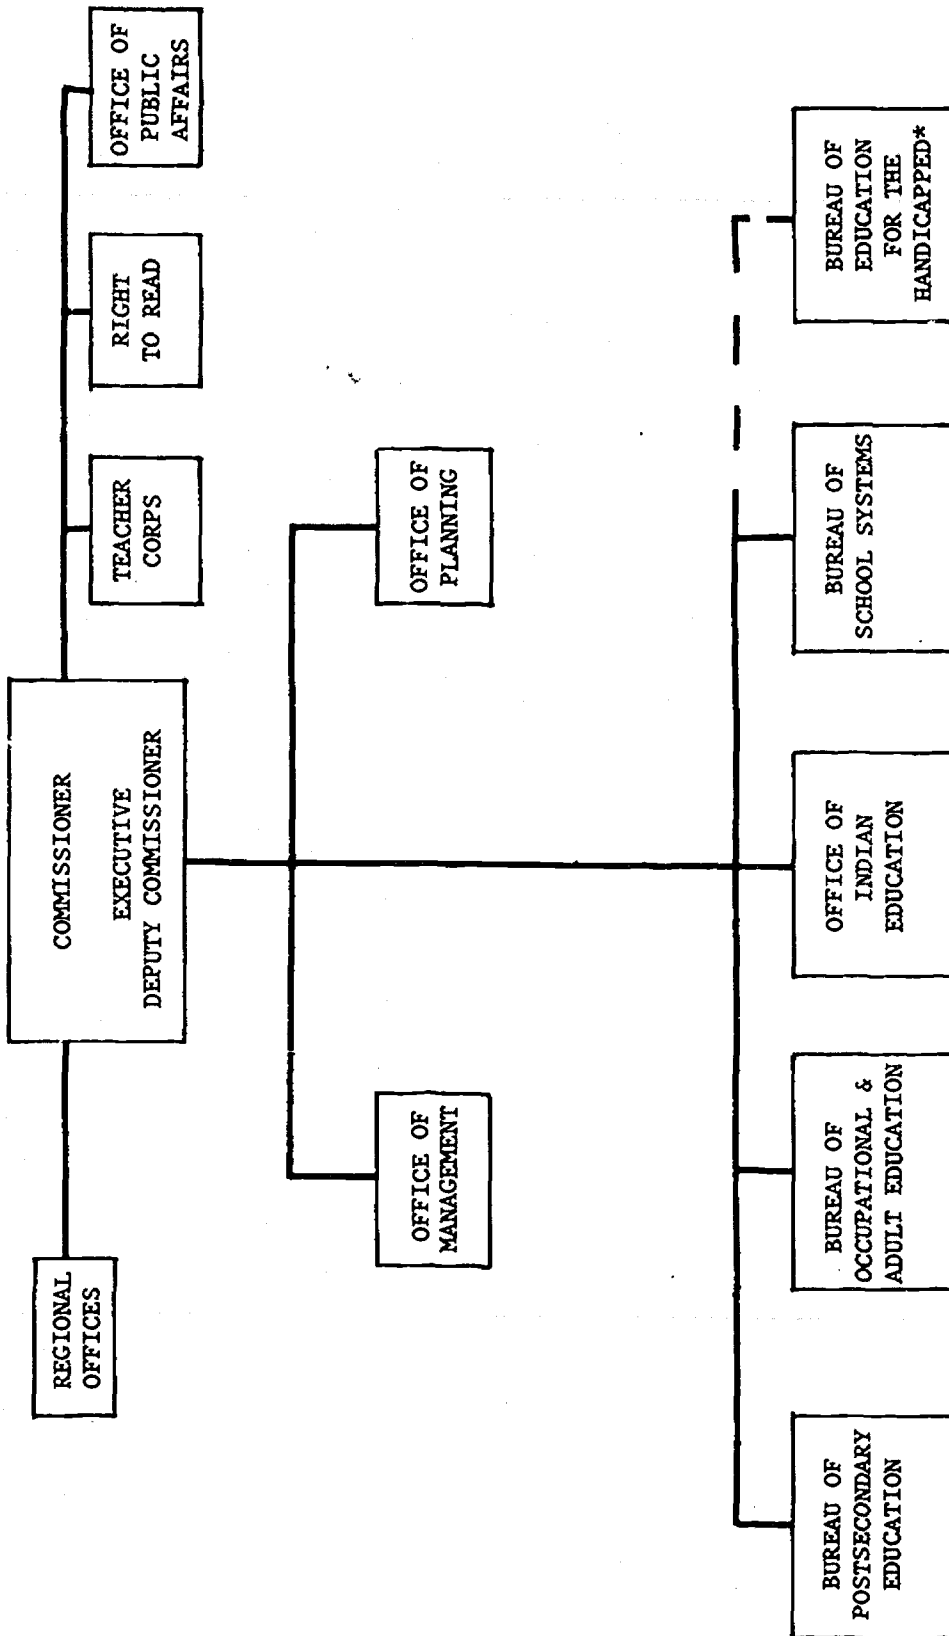 COMMISSIONER
EXECUTIVE
DEPUTY COMMISSIONER
REGIONAL
OFFICES
TEACHER
CORPS
RIGHT
TO READ
OFFICE OF
PUBLIC
AFFAIRS
OFFICE OF
MANAGEMENT
OFFICE OF
PLANNING
BUREAU OF
POSTSECONDARY
EDUCATION
BUREAU OF
OCCUPATIONAL &
ADULT EDUCATION
OFFICE OF
INDIAN
EDUCATION
BUREAU OF
SCHOOL SYSTEMS
BUREAU OF
EDUCATION
FOR THE
HANDICAPPED*